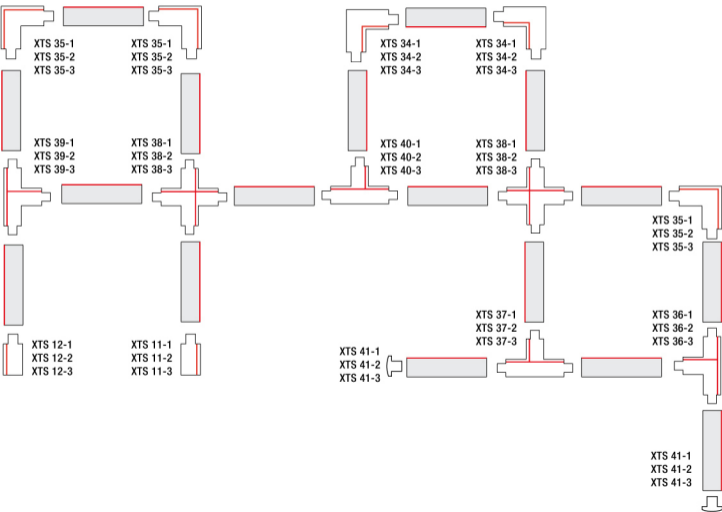 XTS 35-1
XTS 35-2
XTS 35-3
XTS 35-1
XTS 35-2
XTS 35-3
XTS 34-1
XTS 34-2
XTS 34-3
XTS 34-1
XTS 34-2
XTS 34-3
XTS 39-1
XTS 39-2
XTS 39-3
XTS 38-1
XTS 38-2
XTS 38-3
XTS 40-1
XTS 40-2
XTS 40-3
XTS 38-1
XTS 38-2
XTS 38-3
XTS 35-1
XTS 35-2
XTS 35-3
XTS 12-1
XTS 12-2
XTS 12-3
XTS 11-1
XTS 11-2
XTS 11-3
XTS 41-1
XTS 41-2
XTS 41-3
XTS 37-1
XTS 37-2
XTS 37-3
XTS 36-1
XTS 36-2
XTS 36-3
XTS 41-1
XTS 41-2
XTS 41-3